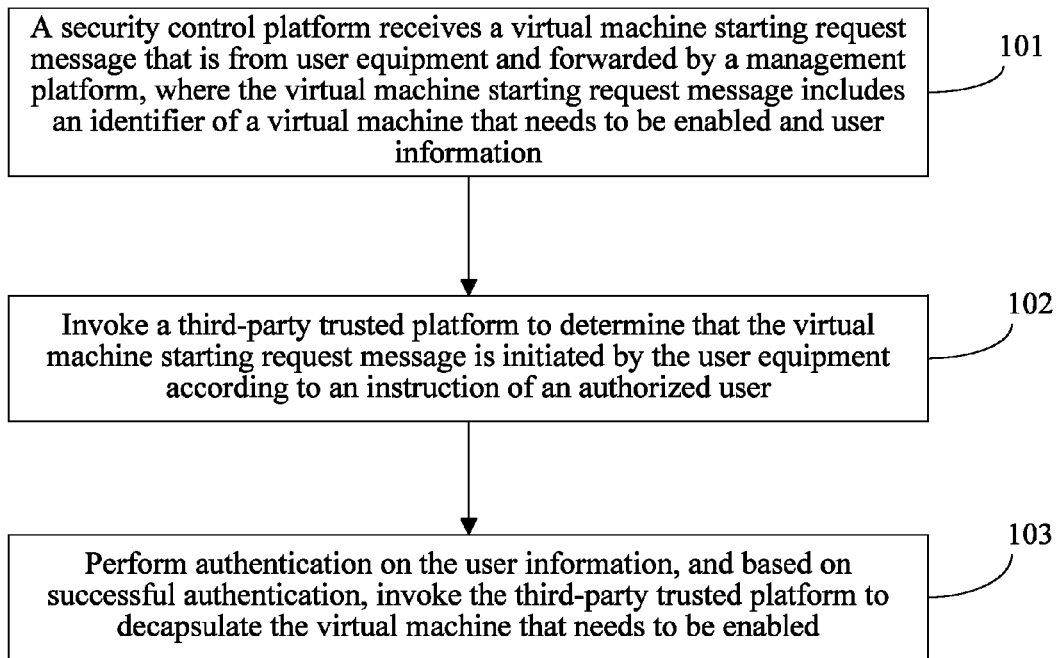 A security control platform receives a virtual machine starting request
message that is from user equipment and forwarded by a management
platform, where the virtual machine starting request message includes
an identifier of a virtual machine that needs to be enabled and user
information
101
Invoke a third-party trusted platform to determine that the virtual
machine starting request message is initiated by the user equipment
according to an instruction of an authorized user
102
Perform authentication on the user information, and based on
successful authentication, invoke the third-party trusted platform to
decapsulate the virtual machine that needs to be enabled
103